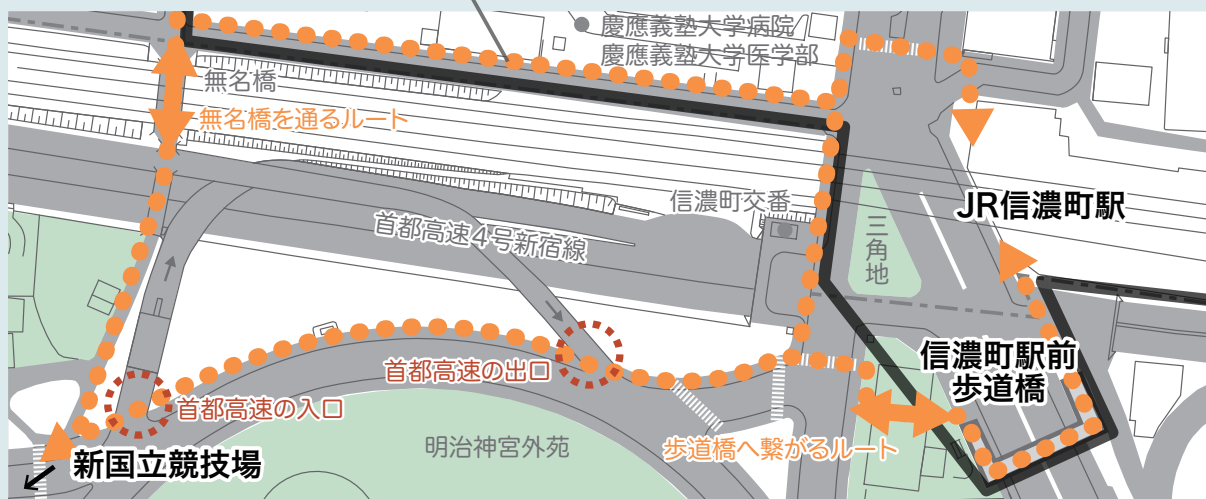 慶應義塾大学病院
慶應義塾大学医学部
無名橋
無名橋を通るルート
信濃町交番
JR信濃町駅
三角地
首都高速4号新宿線
信濃町駅前
歩道橋
首都高速の出口
首都高速の入口
明治神宮外苑
歩道橋へ繋がるルート
新国立競技場